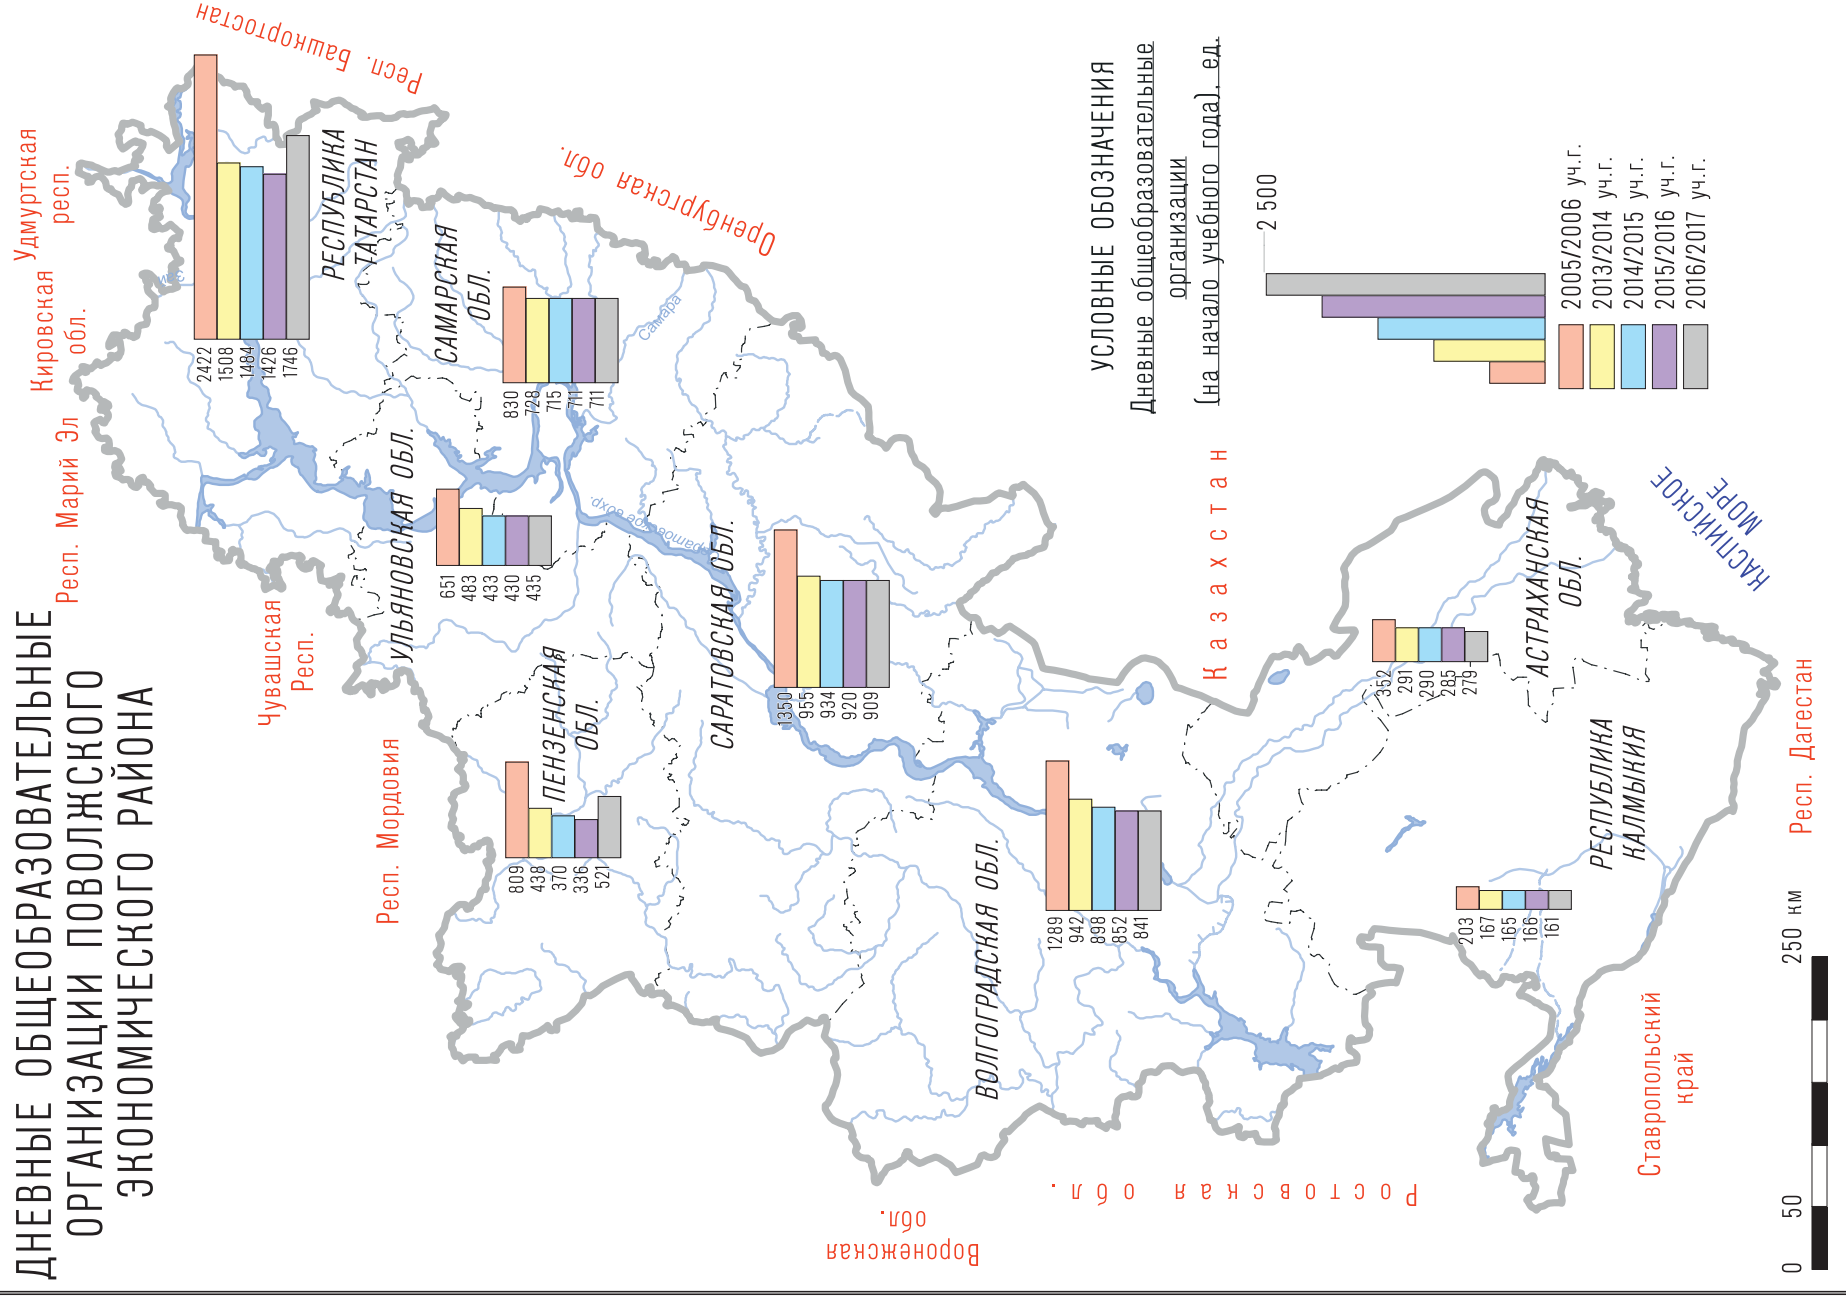 ДНЕВНЫЕ ОБЩЕОБРАЗОВАТЕЛЬНЫЕ
ОРГАНИЗАЦИИ ПОВОЛЖСКОГО
ЭКОНОМИЧЕСКОГО РАЙОНА
Респ. Башкортостан
Удмуртская
респ.
Кировская
обл.
Респ. Марий Эл
Чувашская
Респ.
Респ. Мордовия
Оренбургская обл.
Казахстан
Воронежская
обл.
Ростовская обл.
Ставропольский
край
Респ. Дагестан
КАСПИЙСКОЕ
МОРЕ
РЕСПУБЛИКА
ТАТАРСТАН
2422
1508
1484
1426
1746
САМАРСКАЯ
ОБЛ.
830
728
715
711
711
Самара
УЛЬЯНОВСКАЯ ОБЛ.
651
483
433
430
435
ПЕНЗЕНСКАЯ
ОБЛ.
809
438
370
336
521
САРАТОВСКАЯ ОБЛ.
1350
955
934
920
909
Саратовское вдхр.
ВОЛГОГРАДСКАЯ ОБЛ.
1289
942
898
852
841
АСТРАХАНСКАЯ
ОБЛ.
352
291
290
285
279
РЕСПУБЛИКА
КАЛМЫКИЯ
203
167
165
166
161
УСЛОВНЫЕ ОБОЗНАЧЕНИЯ
Дневные общеобразовательные
организации
(на начало учебного года), ед.
2 500
2005/2006 уч.г.
2013/2014 уч.г.
2014/2015 уч.г.
2015/2016 уч.г.
2016/2017 уч.г.
0 50 250 км